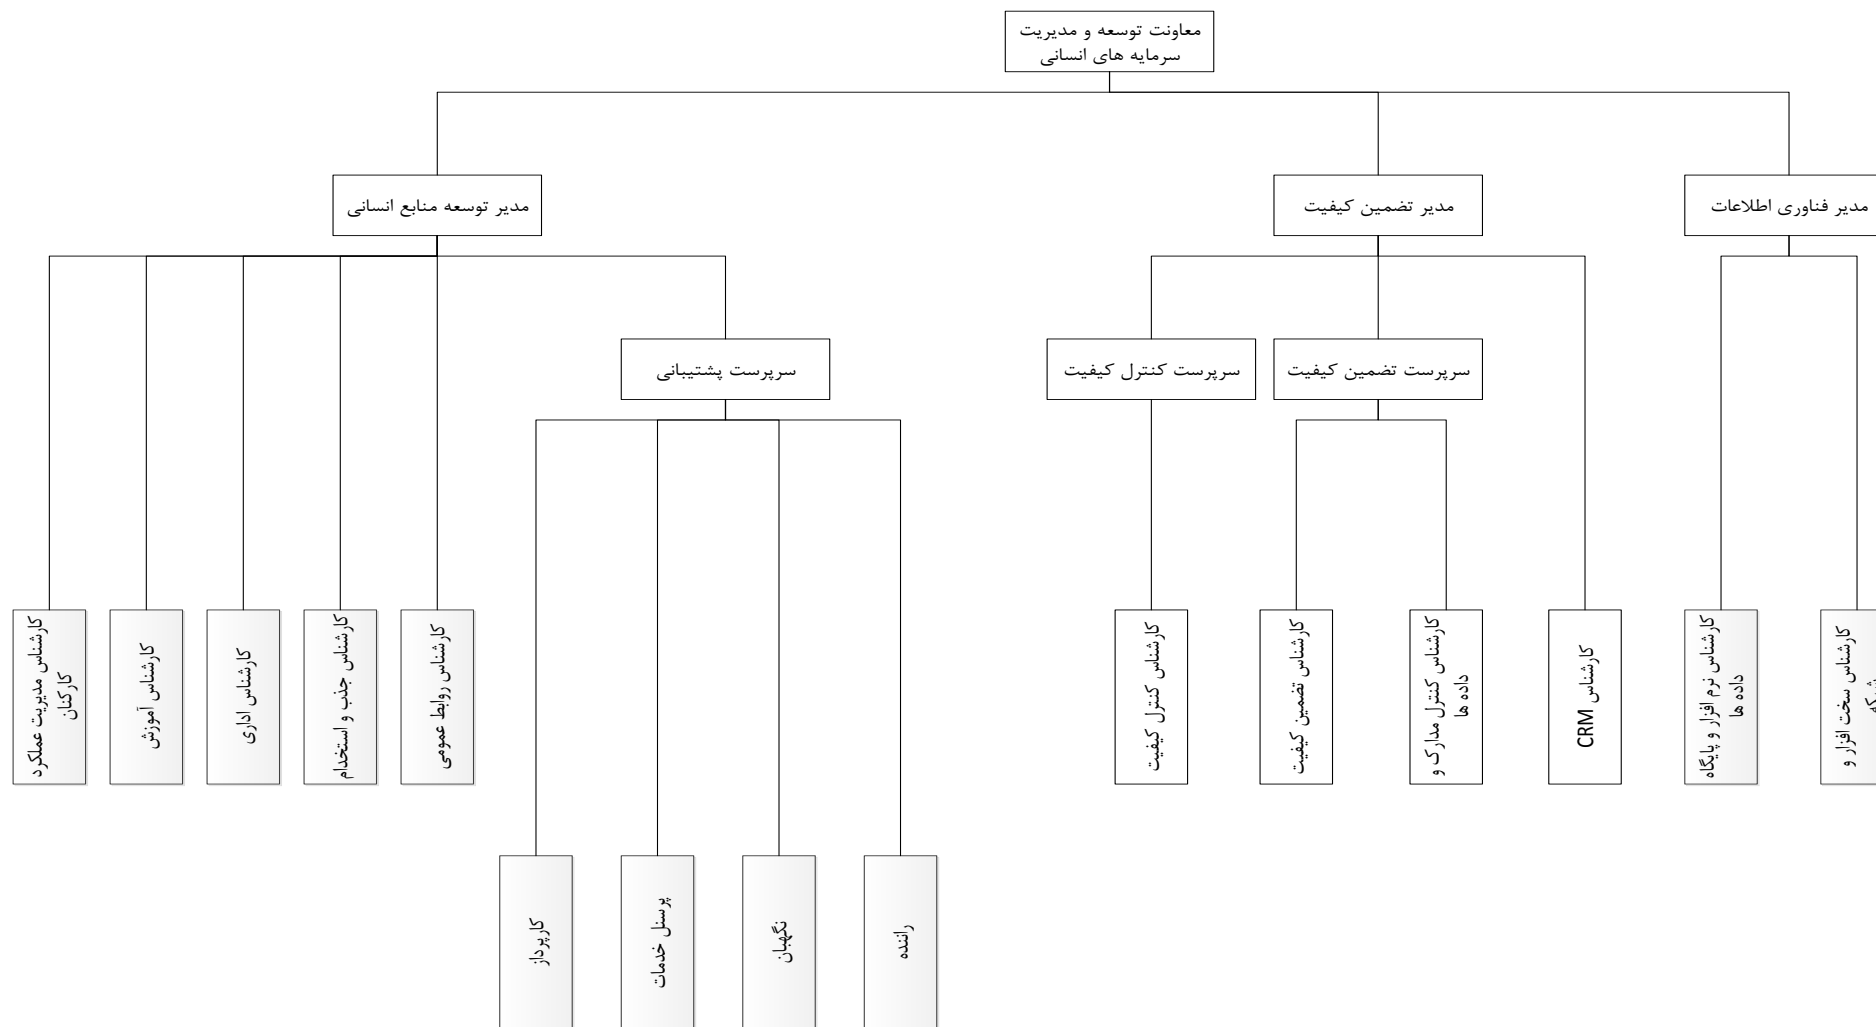 معاونت توسعه و مدیریت
سرمایه های انسانی
مدیر فناوری اطلاعات
مدیر تضمین کیفیت
مدیر توسعه منابع انسانی
سرپرست تضمین کیفیت
سرپرست کنترل کیفیت
سرپرست پشتیبانی
کارشناس سخت افزار و
کارشناس نرم افزار و پایگاه
داده ها
کارشناس CRM
کارشناس کنترل مدارک و
داده ها
کارشناس تضمین کیفیت
کارشناس کنترل کیفیت
کارشناس روابط عمومی
کارشناس جذب و استخدام
کارشناس اداری
کارشناس آموزش
کارشناس مدیریت عملکرد
کارکنان
راننده
نگهبان
پرسنل خدمات
کارپرداز